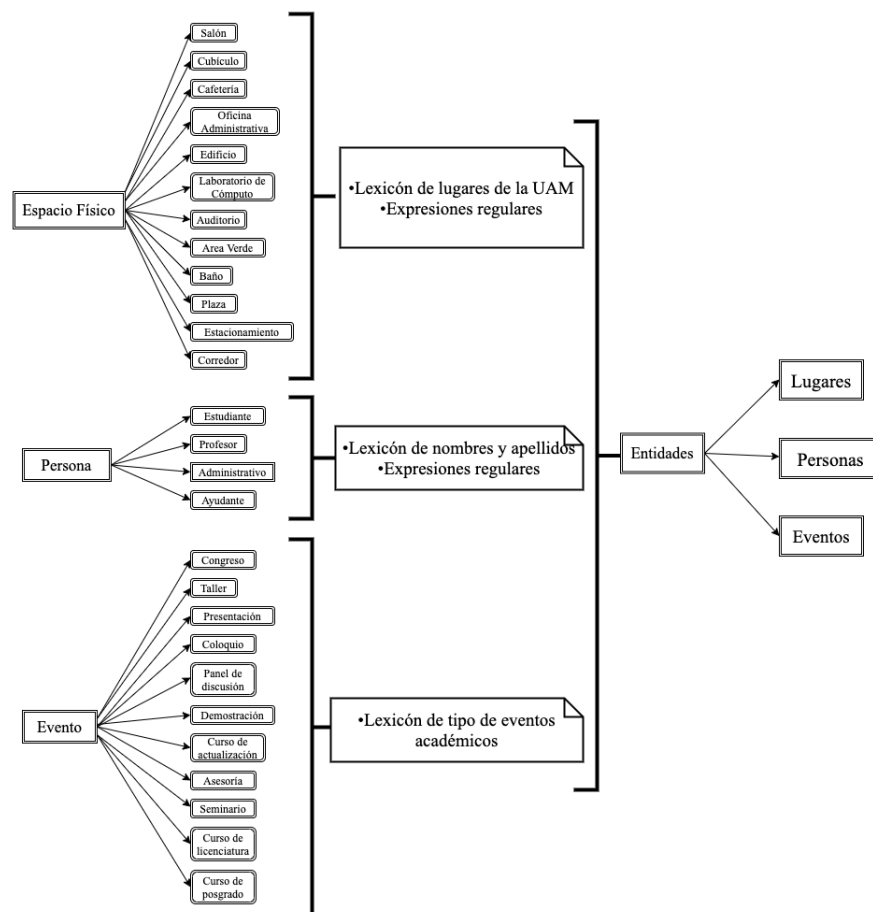 Espacio Físico
Salón
Cubículo
Cafetería
Oficina
Administrativa
Edificio
Laboratorio de
Cómputo
Auditorio
Area Verde
Baño
Plaza
Estacionamiento
Corredor
•Lexicón de lugares de la UAM
•Expresiones regulares
Persona
Estudiante
Profesor
Administrativo
Ayudante
•Lexicón de nombres y apellidos
•Expresiones regulares
Evento
Congreso
Taller
Presentación
Coloquio
Panel de
discusión
Demostración
Curso de
actualización
Asesoría
Seminario
Curso de
licenciatura
Curso de
posgrado
•Lexicón de tipo de eventos
académicos
Entidades
Lugares
Personas
Eventos